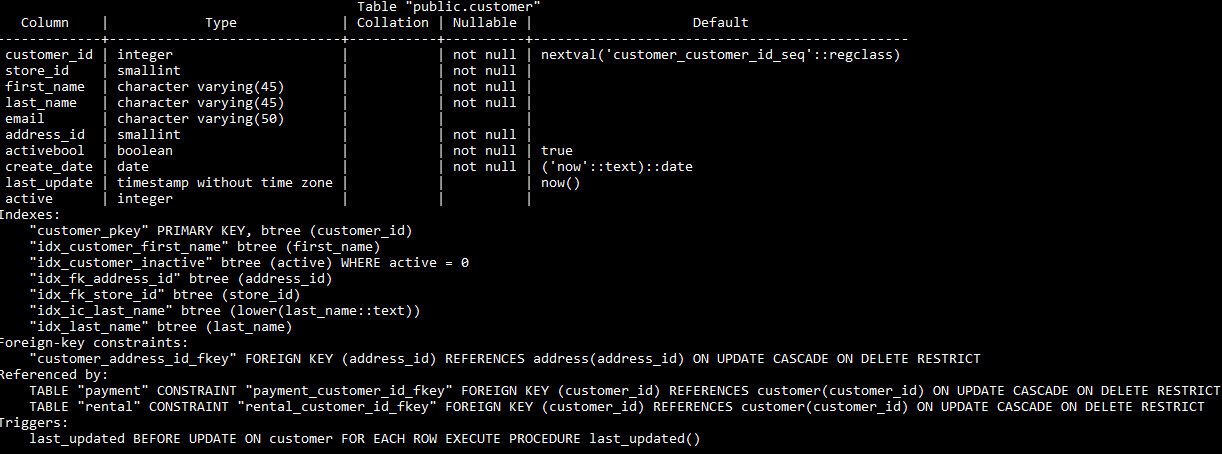 Table "public.customer"
   Column    |            Type             | Collation | Nullable |                    Default
-------------+-----------------------------+-----------+----------+-----------------------------------------------
 customer_id | integer                     |           | not null | nextval('customer_customer_id_seq'::regclass)
 store_id    | smallint                    |           | not null |
 first_name  | character varying(45)       |           | not null |
 last_name   | character varying(45)       |           | not null |
 email       | character varying(50)       |           |          |
 address_id  | smallint                    |           | not null |
 activebool  | boolean                     |           | not null | true
 create_date | date                        |           | not null | ('now'::text)::date
 last_update | timestamp without time zone |           |          | now()
 active      | integer                     |           |          |
Indexes:
    "customer_pkey" PRIMARY KEY, btree (customer_id)
    "idx_customer_first_name" btree (first_name)
    "idx_customer_inactive" btree (active) WHERE active = 0
    "idx_fk_address_id" btree (address_id)
    "idx_fk_store_id" btree (store_id)
    "idx_ic_last_name" btree (lower(last_name::text))
    "idx_last_name" btree (last_name)
Foreign-key constraints:
    "customer_address_id_fkey" FOREIGN KEY (address_id) REFERENCES address(address_id) ON UPDATE CASCADE ON DELETE RESTRICT
Referenced by:
    TABLE "payment" CONSTRAINT "payment_customer_id_fkey" FOREIGN KEY (customer_id) REFERENCES customer(customer_id) ON UPDATE CASCADE ON DELETE RESTRICT
    TABLE "rental" CONSTRAINT "rental_customer_id_fkey" FOREIGN KEY (customer_id) REFERENCES customer(customer_id) ON UPDATE CASCADE ON DELETE RESTRICT
Triggers:
    last_updated BEFORE UPDATE ON customer FOR EACH ROW EXECUTE PROCEDURE last_updated()